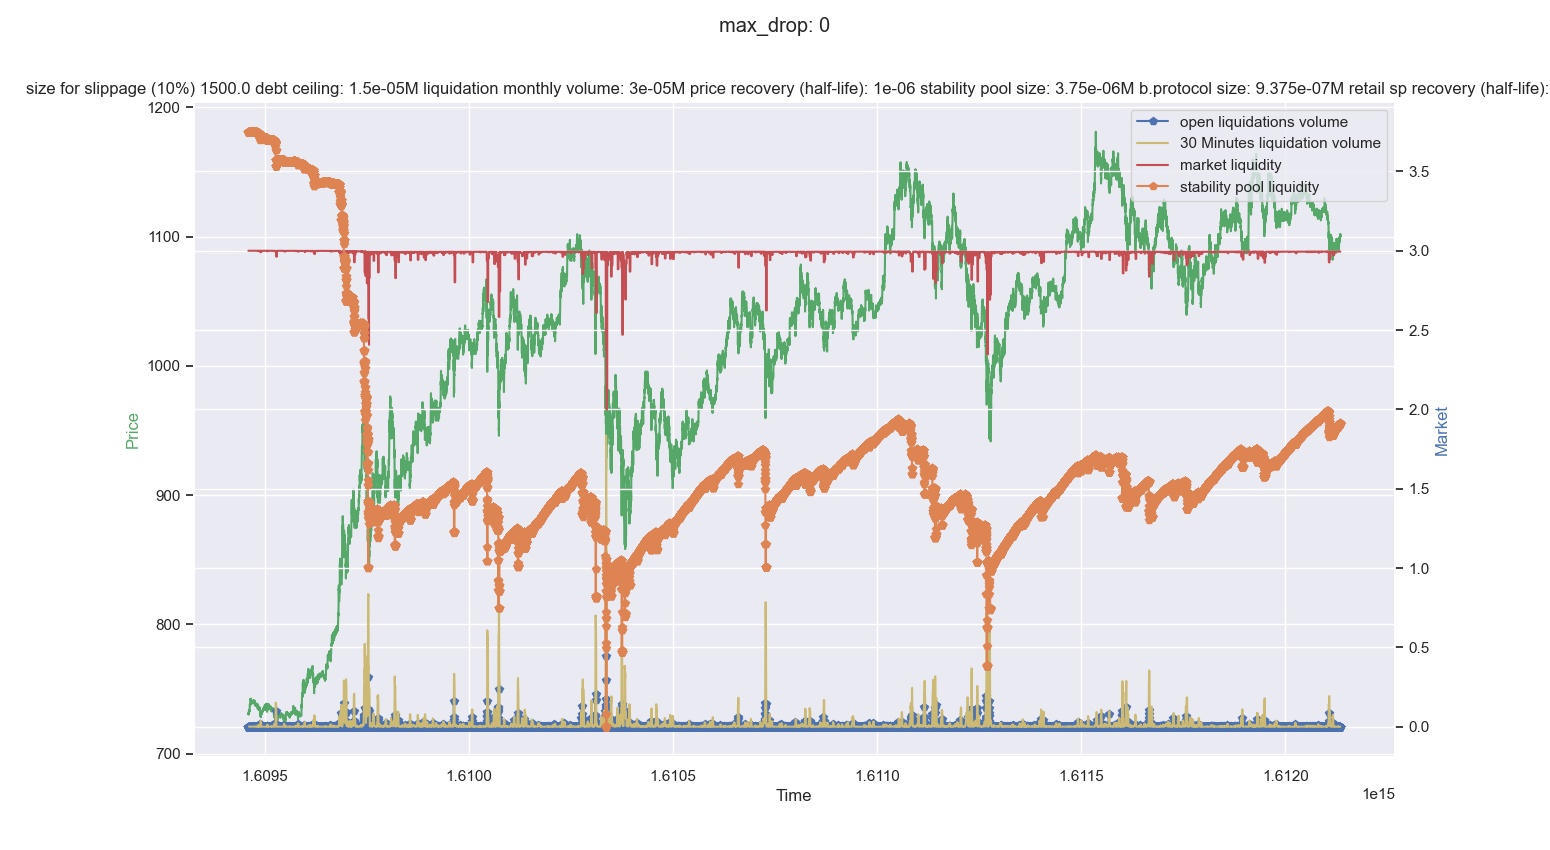 max_drop: 0
size for slippage (10%) 1500.0 debt ceiling: 1.5e-05M liquidation monthly volume: 3e-05M price recovery (half-life): 1e-06 stability pool size: 3.75e-06M b.protocol size: 9.375e-07M retail sp recovery (half-life):
1200
open liquidations volume
30 Minutes liquidation volume
market liquidity
stability pool liquidity
3.5
1100
3.0
2.5
1000
Price
2.0
Market
900
1.5
800
1.0
0.5
700
0.0
1.6095 1.6100 1.6105 1.6110 1.6115 1.6120
Time
1e15